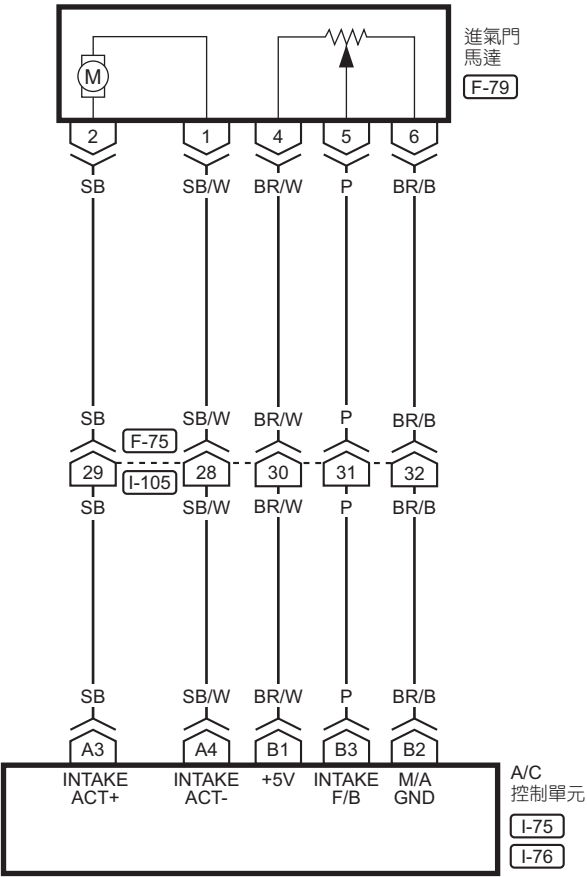 進氣門
馬達
F-79
M
2 1 4 5 6
SB SB/W BR/W P BR/B
SB SB/W BR/W P BR/B
F-75
29 28 30 31 32
I-105
SB SB/W BR/W P BR/B
SB SB/W BR/W P BR/B
A3 A4 B1 B3 B2
INTAKE INTAKE +5V INTAKE M/A
ACT+ ACT- F/B GND
A/C
控制單元
I-75
I-76